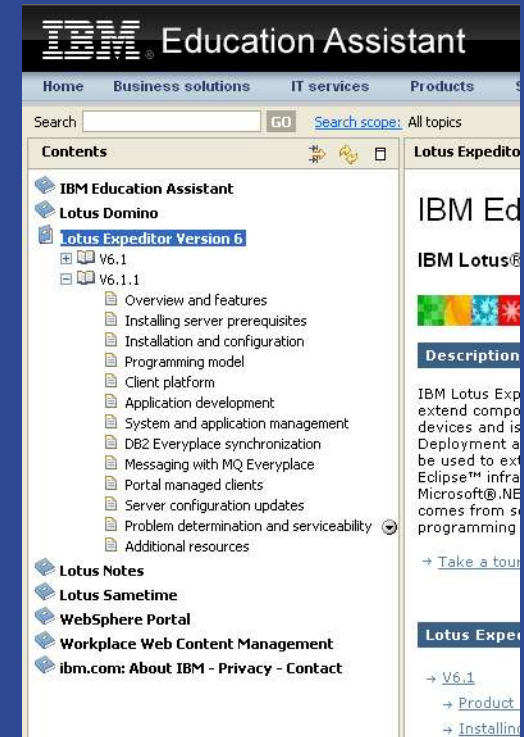 IBM® Education Assistant
Home Business solutions IT services Products
Search GO Search scope: All topics
Contents
IBM Education Assistant
Lotus Domino
Lotus Expeditor Version 6
V6.1
V6.1.1
Overview and features
Installing server prerequisites
Installation and configuration
Programming model
Client platform
Application development
System and application management
DB2 Everyplace synchronization
Messaging with MQ Everyplace
Portal managed clients
Server configuration updates
Problem determination and serviceability
Additional resources
Lotus Notes
Lotus Sametime
WebSphere Portal
Workplace Web Content Management
ibm.com: About IBM - Privacy - Contact
Lotus Expedito
IBM Ed
IBM Lotus®
Description
IBM Lotus Exp
extend compo
devices and is
Deployment a
be used to ext
Eclipse™ infra
Microsoft®.NE
comes from s
programming
→ Take a tour
Lotus Expe
→ V6.1
→ Product
→ Installing